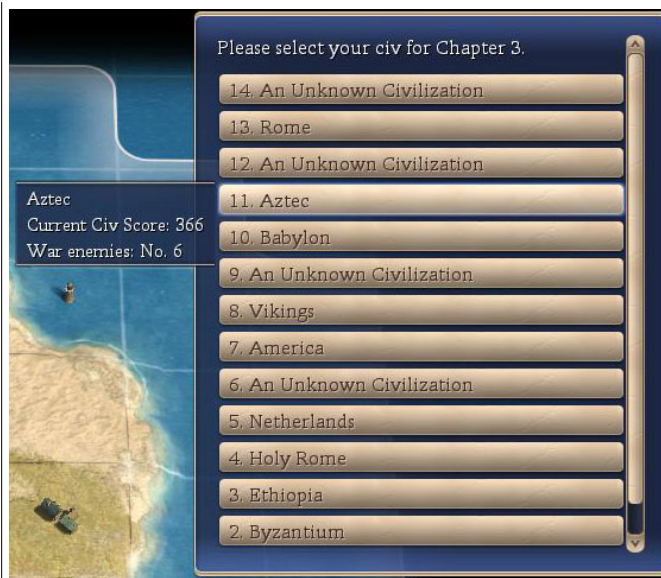 Please select your civ for Chapter 3.
14. An Unknown Civilization
13. Rome
12. An Unknown Civilization
Aztec
Current Civ Score: 366
War enemies: No. 6
11. Aztec
10. Babylon
9. An Unknown Civilization
8. Vikings
7. America
6. An Unknown Civilization
5. Netherlands
4. Holy Rome
3. Ethiopia
2. Byzantium